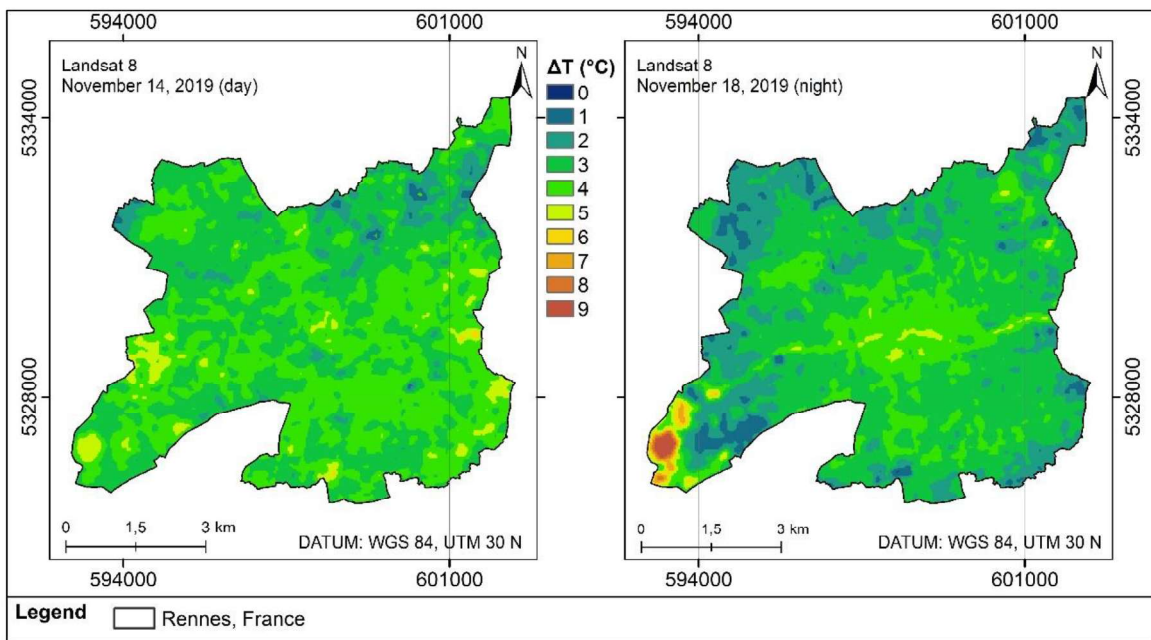 594000
601000
594000
601000
Landsat 8
November 14, 2019 (day)
N
5334000
5328000
0
1,5
3 km
DATUM: WGS 84, UTM 30 N
ΔT (°C)
0
1
2
3
4
5
6
7
8
9
Landsat 8
November 18, 2019 (night)
N
5334000
5328000
0
1,5
3 km
DATUM: WGS 84, UTM 30 N
594000
601000
594000
601000
Legend
Rennes, France